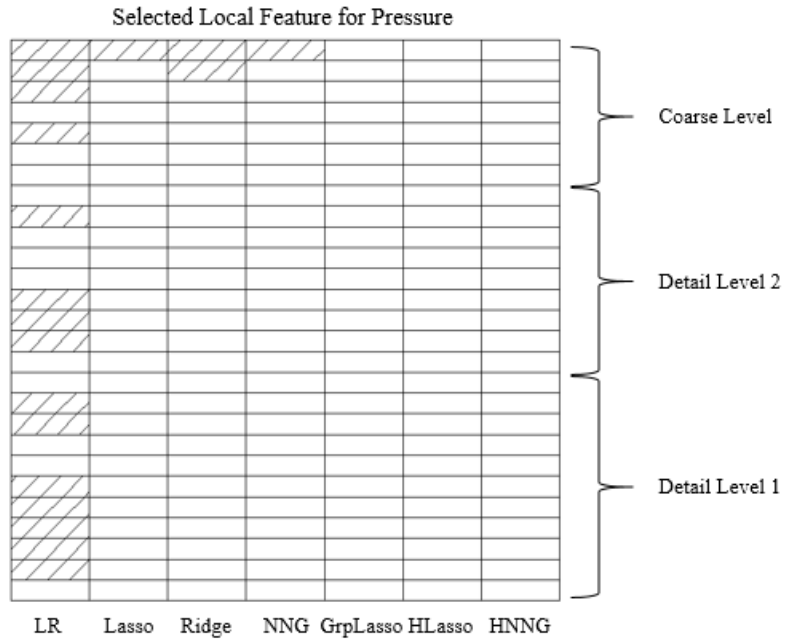 Selected Local Feature for Pressure
Coarse Level
Detail Level 2
Detail Level 1
LR Lasso Ridge NNG GrpLasso HLasso HNNG